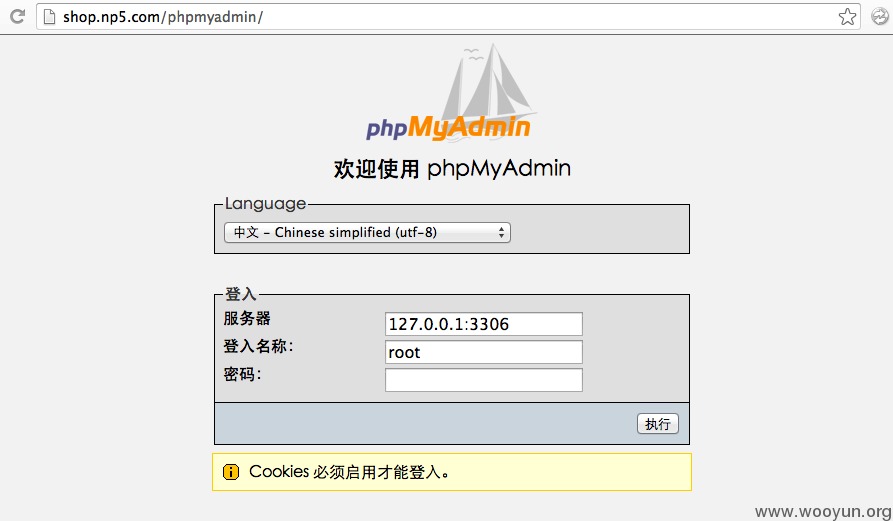 shop.np5.com/phpmyadmin/
phpMyAdmin
欢迎使用 phpMyAdmin
Language
中文 - Chinese simplified (utf-8)
登入
服务器 127.0.0.1:3306
登入名称: root
密码:
执行
Cookies 必须启用才能登入。
www.wooyun.org